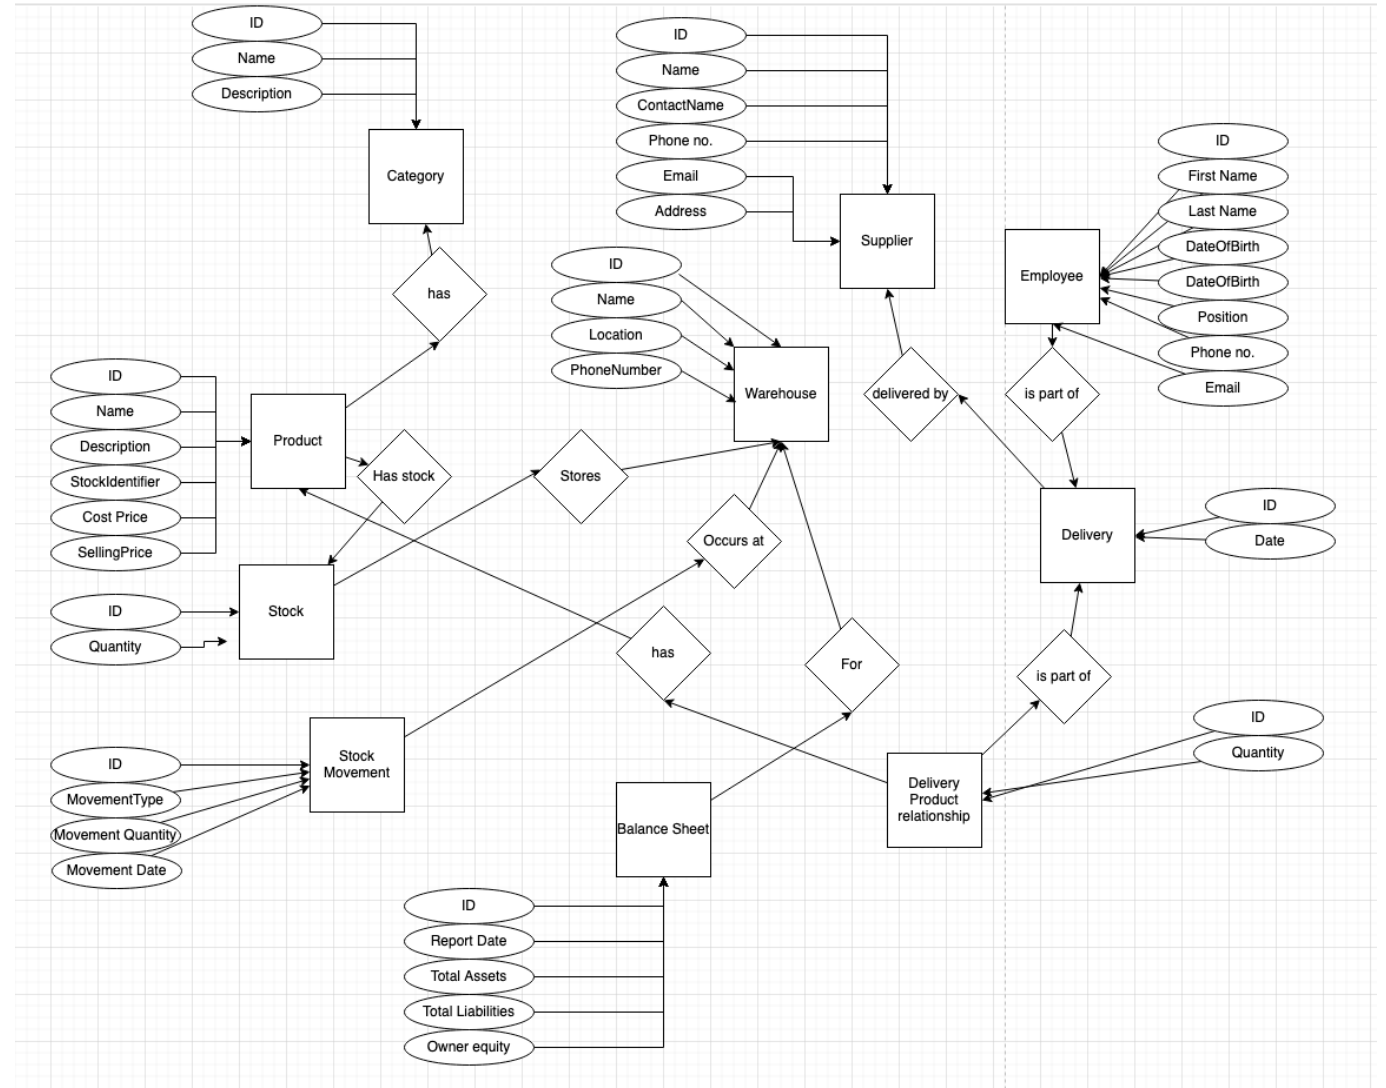 ID
Name
Description
Category
has
ID
Name
ContactName
Phone no.
Email
Address
Supplier
ID
First Name
Last Name
DateOfBirth
DateOfBirth
Position
Phone no.
Email
Employee
ID
Name
Location
PhoneNumber
Warehouse
delivered by
is part of
ID
Name
Description
StockIdentifier
Cost Price
SellingPrice
Product
Has stock
Stores
Occurs at
Delivery
ID
Date
ID
Quantity
Stock
has
For
is part of
ID
MovementType
Movement Quantity
Movement Date
Stock
Movement
Balance Sheet
Delivery
Product
relationship
ID
Quantity
ID
Report Date
Total Assets
Total Liabilities
Owner equity